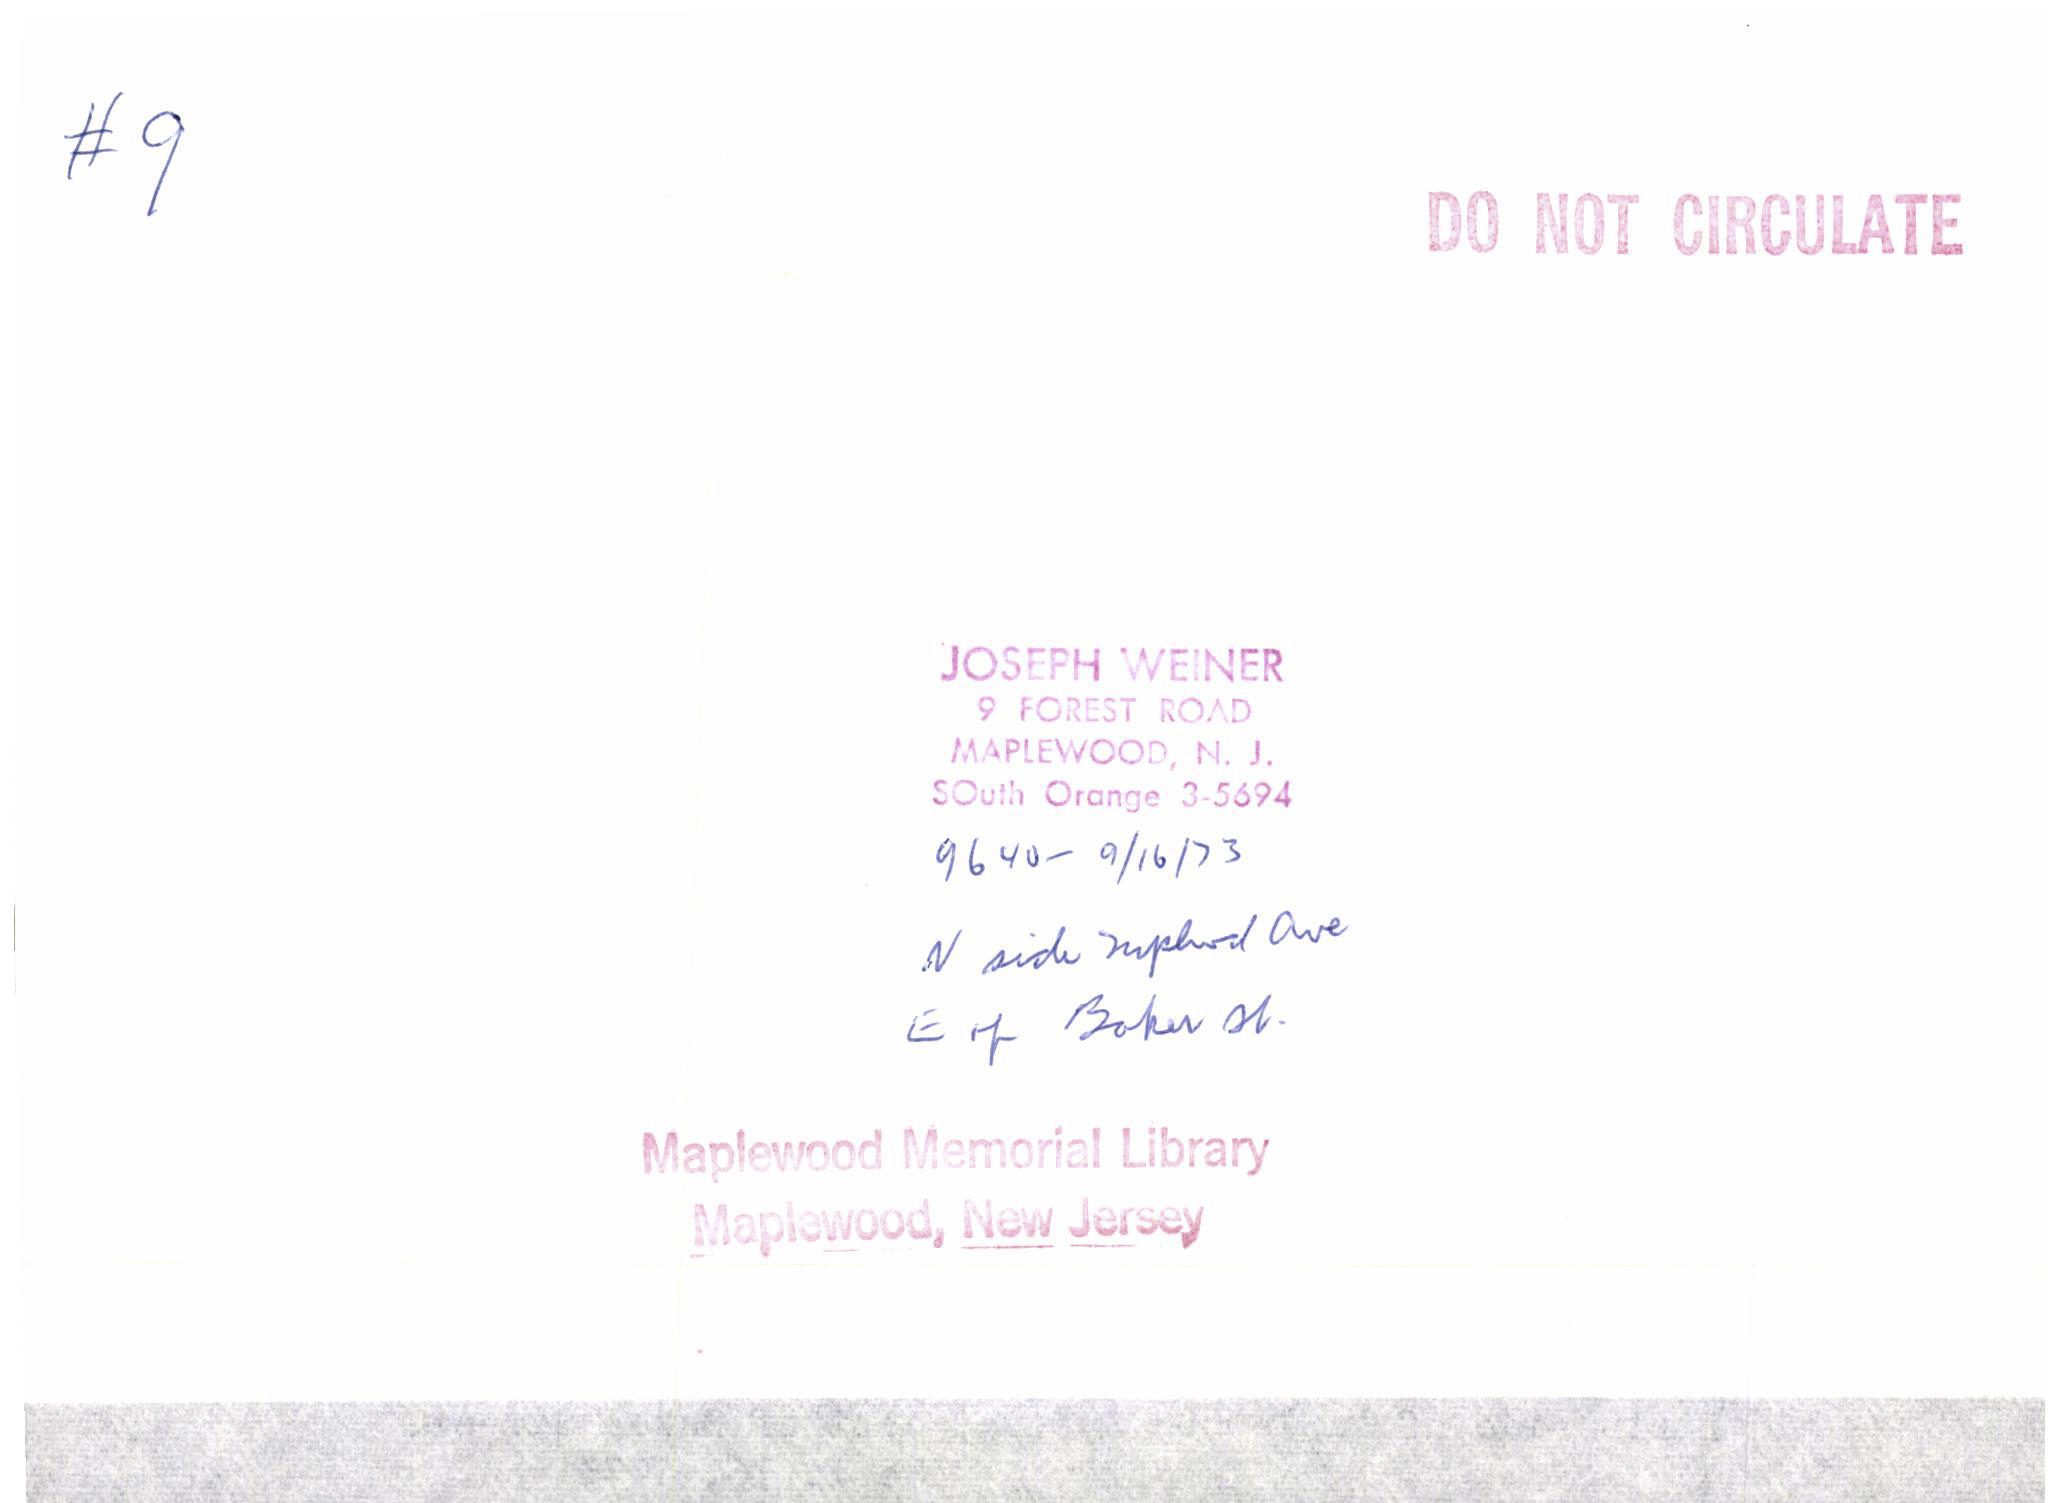 #9
DO NOT CIRCULATE
JOSEPH WEINER
9 FOREST ROAD
MAPLEWOOD, N. J.
SOuth Orange 3-5694
9640- 9/16/73
N side Mplwd Ave
E of Baker St.
Maplewood Memorial Library
Maplewood, New Jersey